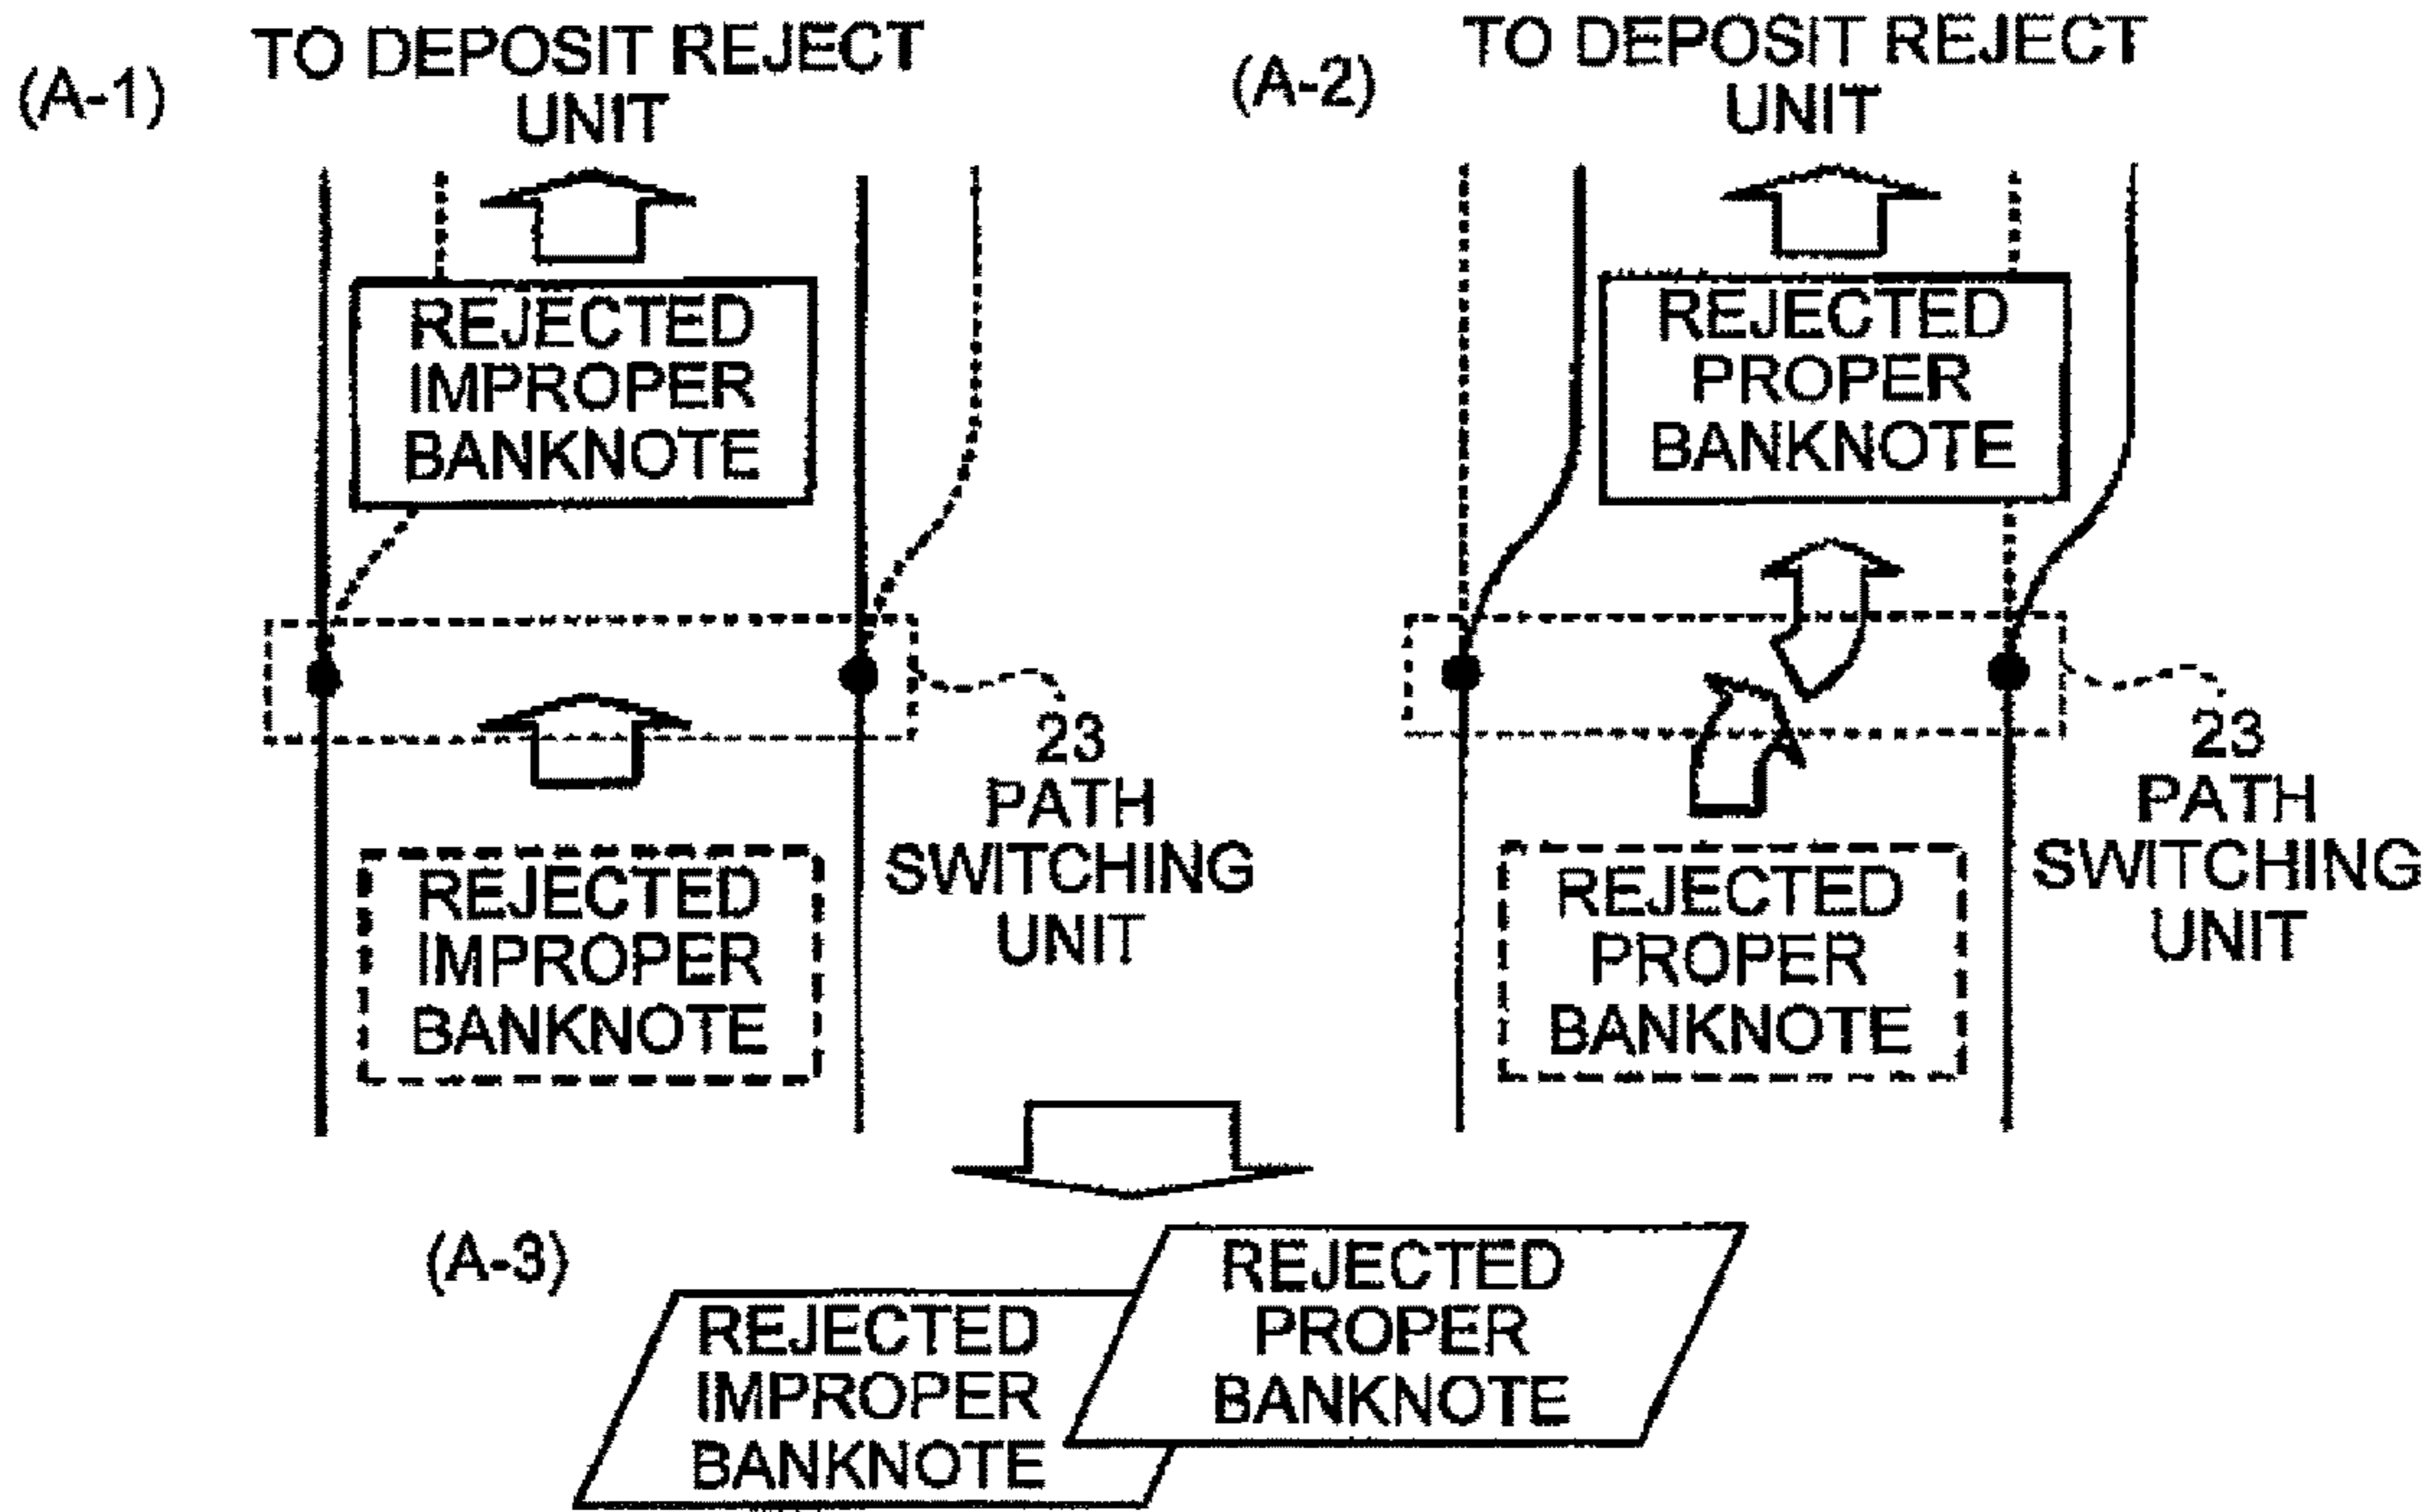 (A-1)
TO DEPOSIT REJECT
UNIT
REJECTED
IMPROPER
BANKNOTE
23
PATH
SWITCHING
UNIT
REJECTED
IMPROPER
BANKNOTE
(A-2)
TO DEPOSIT REJECT
UNIT
REJECTED
PROPER
BANKNOTE
23
PATH
SWITCHING
UNIT
REJECTED
PROPER
BANKNOTE
(A-3)
REJECTED
IMPROPER
BANKNOTE
REJECTED
PROPER
BANKNOTE